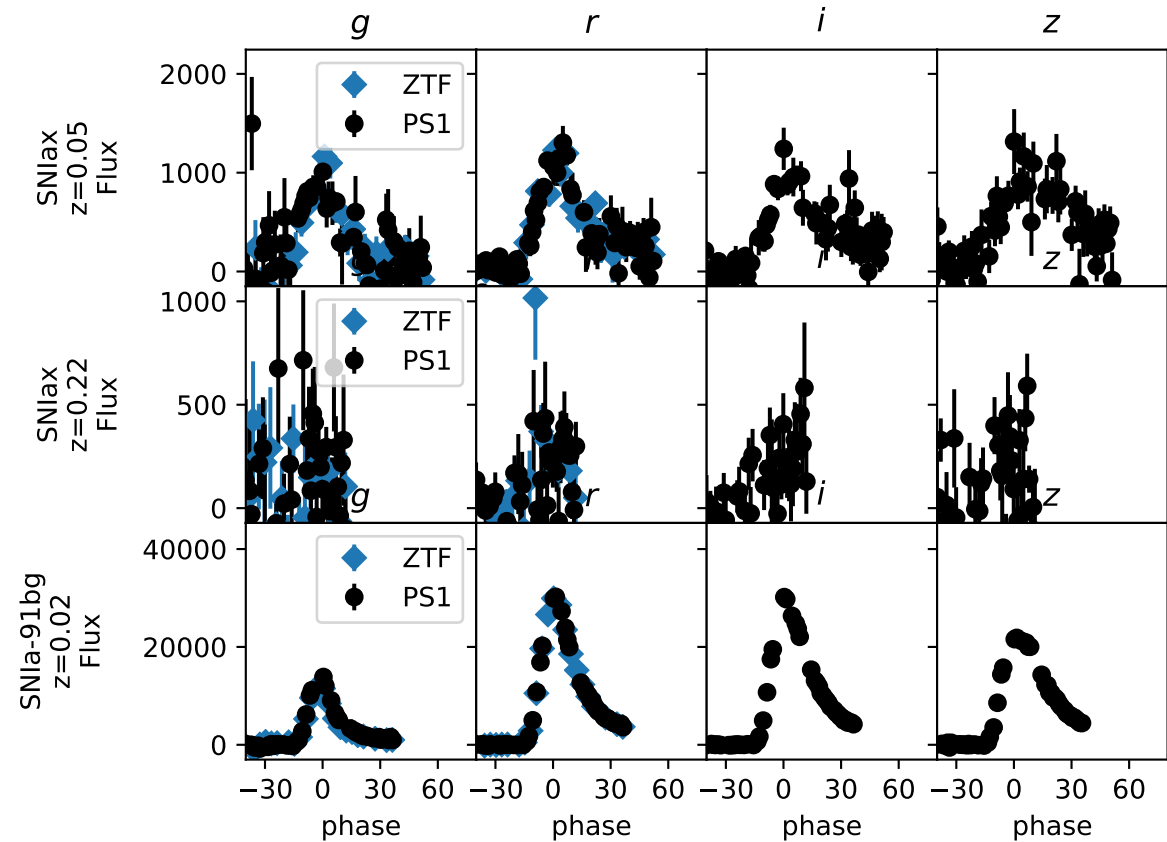 g r i z
SNIax
z=0.05
Flux
2000
1000
0
ZTF
PS1
i z
SNIax
z=0.22
Flux
1000
500
0
ZTF
PS1
g r i z
SNIa-91bg
z=0.02
Flux
40000
20000
0
ZTF
PS1
−30 0 30 60 −30 0 30 60 −30 0 30 60 −30 0 30 60
phase phase phase phase